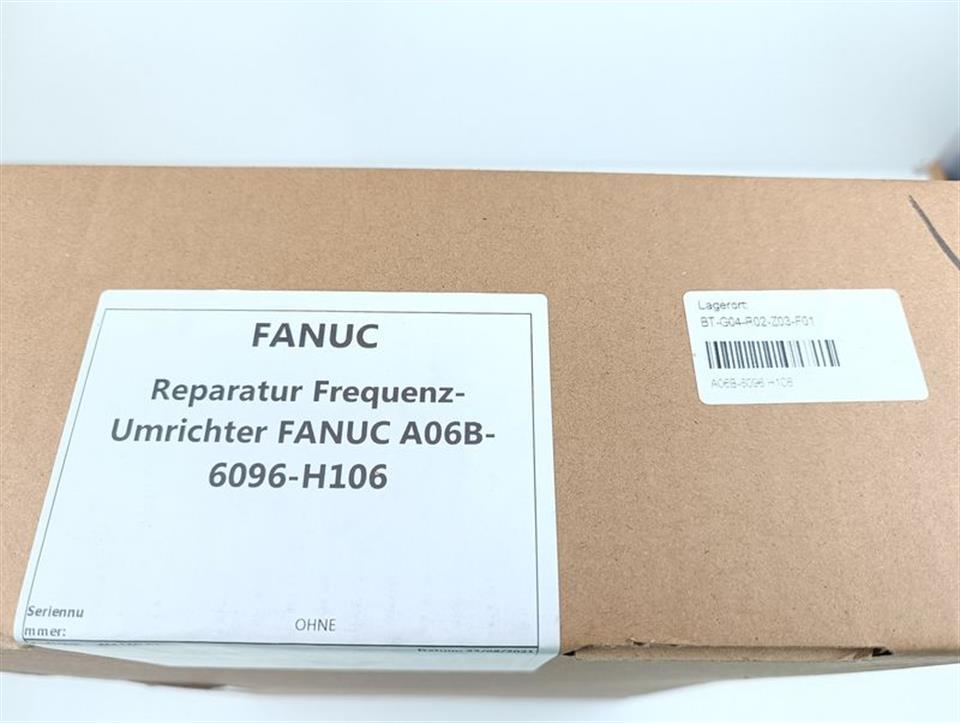 FANUC
Reparatur Frequenz-
Umrichter FANUC A06B-
6096-H106
Seriennu
mmer:
OHNE
Lagerort:
BT-G04-R02-Z03-F01
A06B-6096 H106